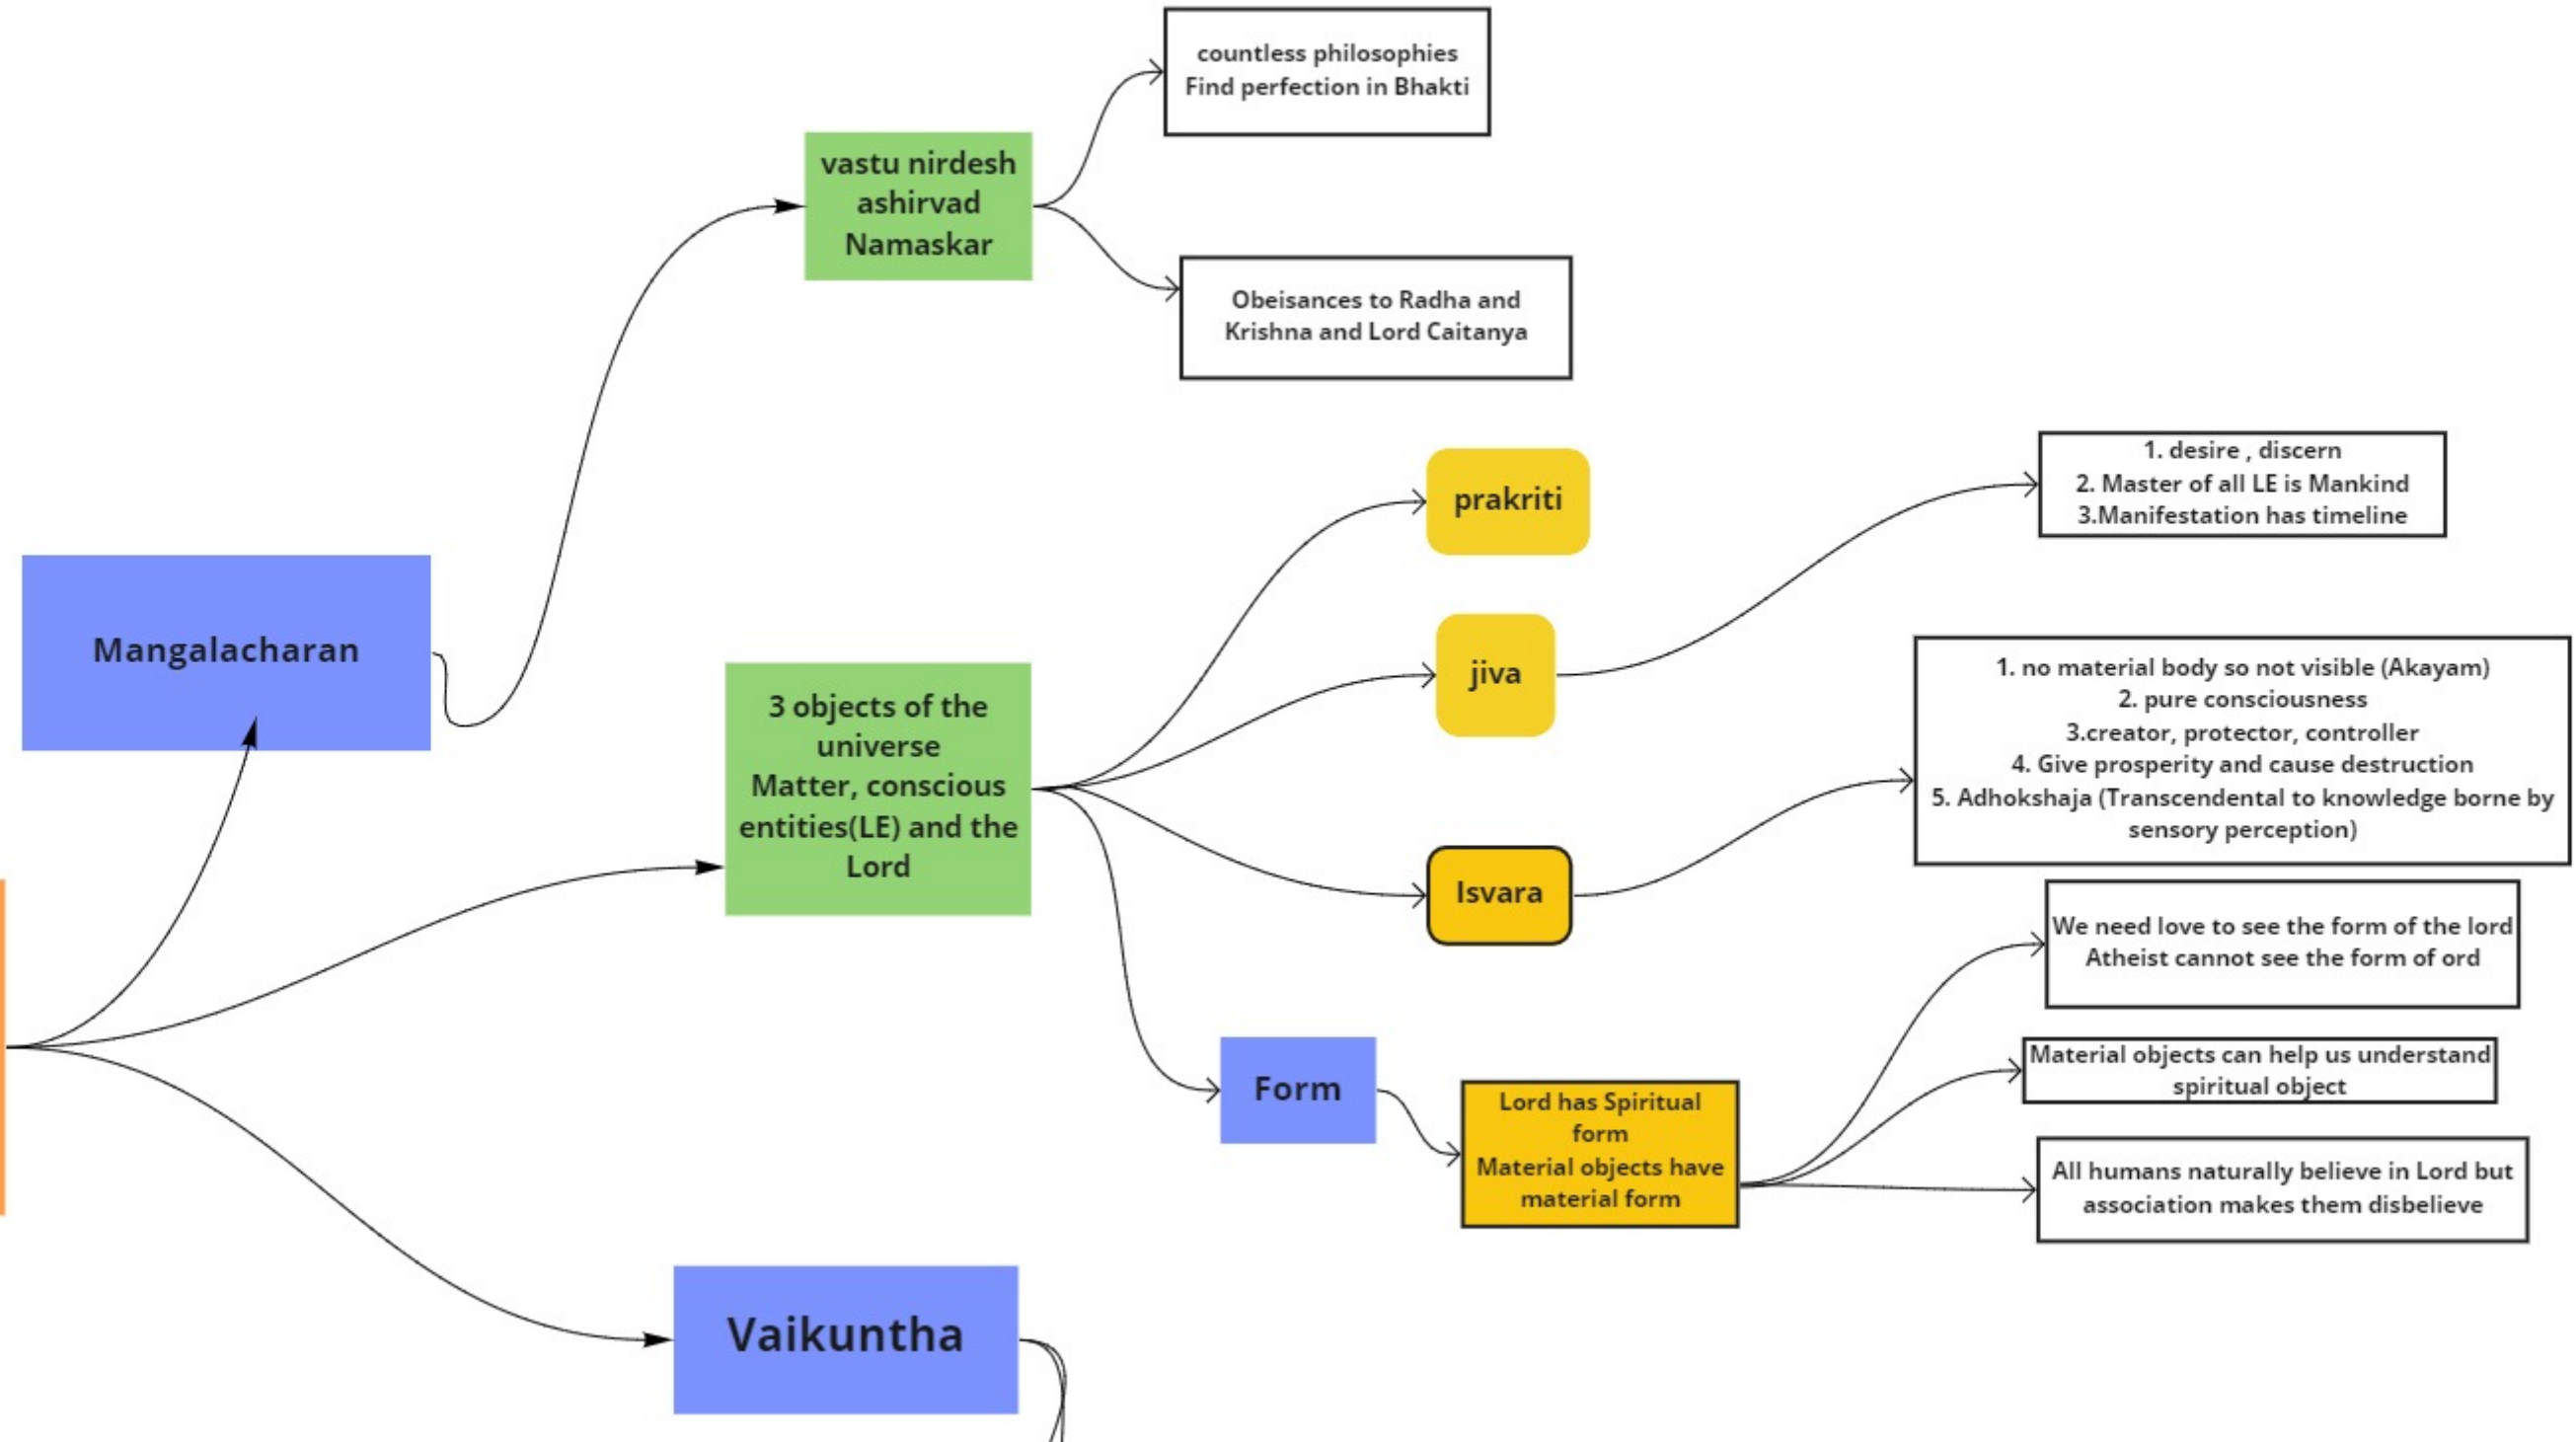 countless philosophies
Find perfection in Bhakti
vastu nirdesh
ashirvad
Namaskar
Obeisances to Radha and
Krishna and Lord Caitanya
Mangalacharan
3 objects of the
universe
Matter, conscious
entities(LE) and the
Lord
prakriti
jiva
Isvara
1. desire , discern
2. Master of all LE is Mankind
3.Manifestation has timeline
1. no material body so not visible (Akayam)
2. pure consciousness
3.creator, protector, controller
4. Give prosperity and cause destruction
5. Adhokshaja (Transcendental to knowledge borne by
sensory perception)
Form
Lord has Spiritual
form
Material objects have
material form
We need love to see the form of the lord
Atheist cannot see the form of ord
Material objects can help us understand
spiritual object
All humans naturally believe in Lord but
association makes them disbelieve
Vaikuntha